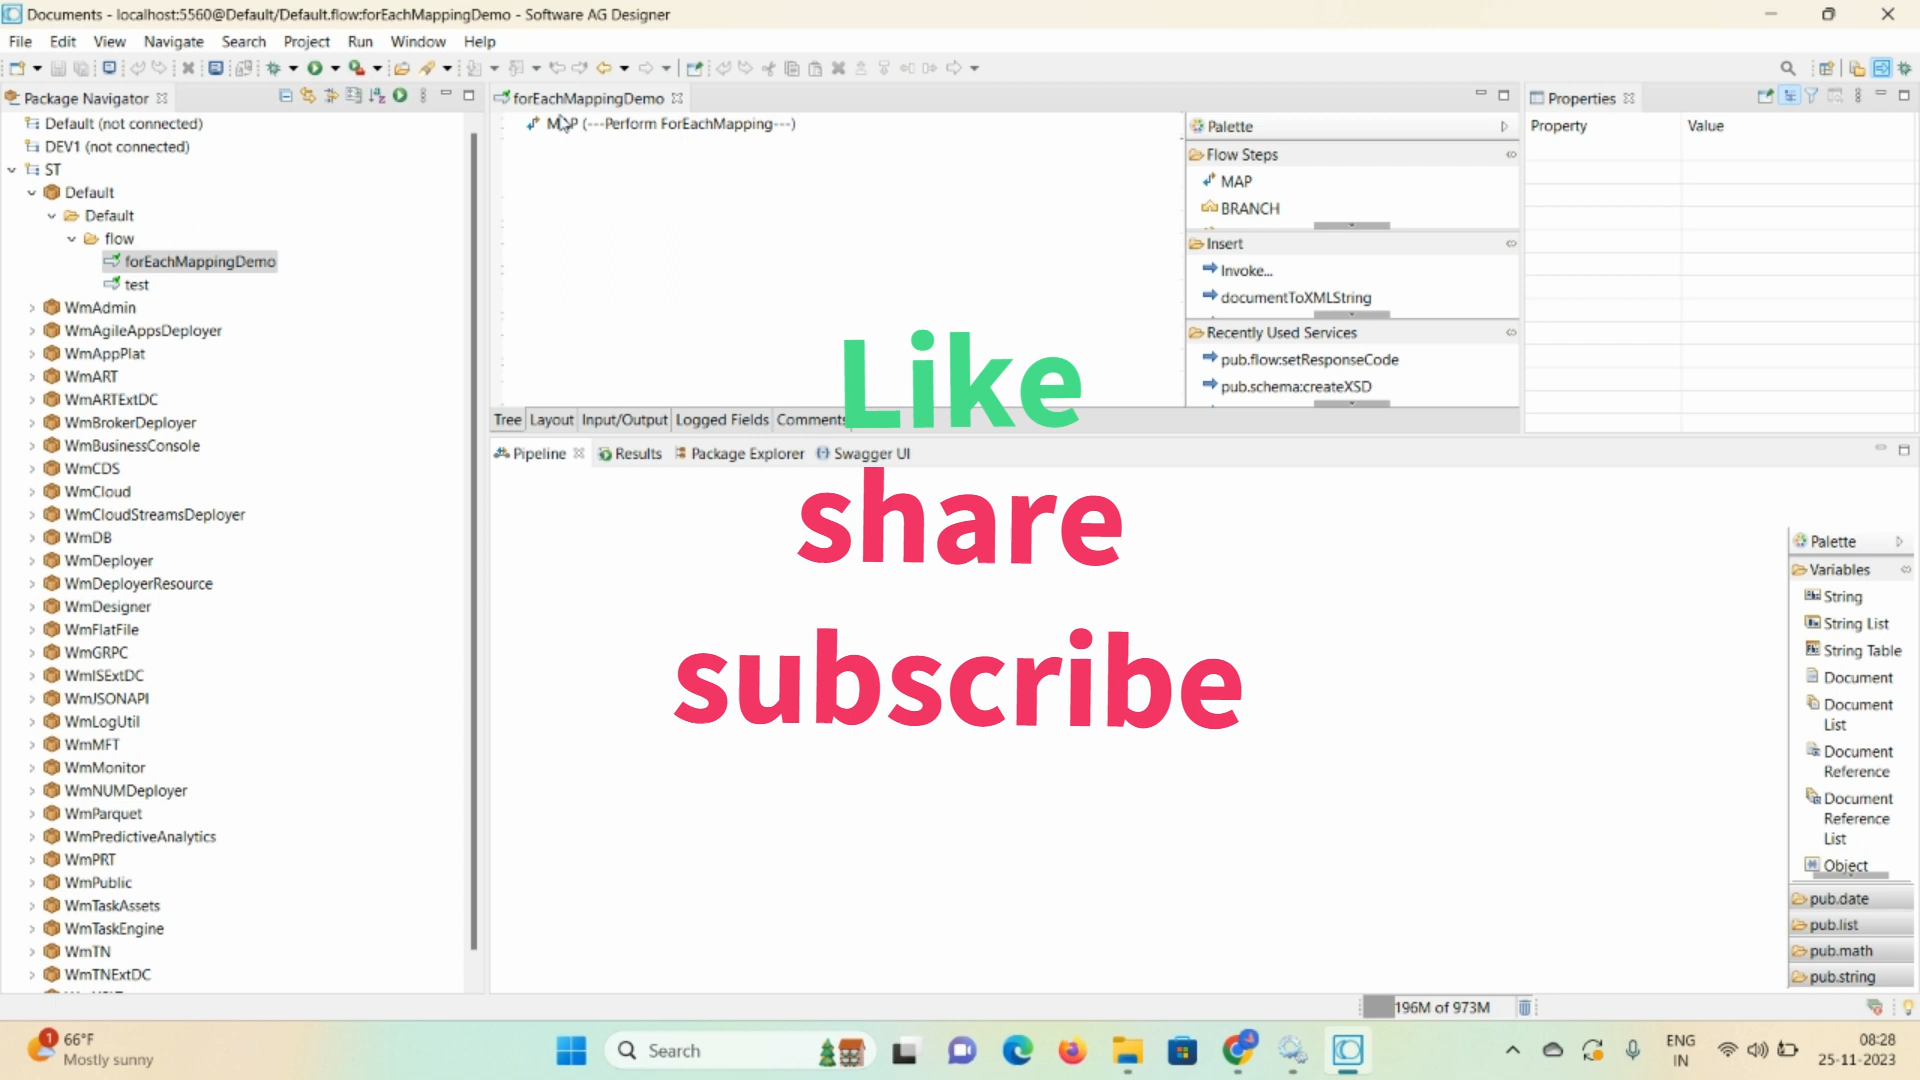 Documents - localhost:5560@Default/Default.flow:forEachMappingDemo - Software AG Designer
File Edit View Navigate Search Project Run Window Help
Package Navigator
Default (not connected)
DEV1 (not connected)
ST
Default
Default
flow
forEachMappingDemo
test
WmAdmin
WmAgileAppsDeployer
WmAppPlat
WmART
WmARTExtDC
WmBrokerDeployer
WmBusinessConsole
WmCDS
WmCloud
WmCloudStreamsDeployer
WmDB
WmDeployer
WmDeployerResource
WmDesigner
WmFlatFile
WmGRPC
WmISExtDC
WmJSONAPI
WmLogUtil
WmMFT
WmMonitor
WmNUMDeployer
WmParquet
WmPredictiveAnalytics
WmPRT
WmPublic
WmTaskAssets
WmTaskEngine
WmTN
WmTNExtDC
forEachMappingDemo
MAP (---Perform ForEachMapping---)
Palette
Flow Steps
MAP
BRANCH
Insert
Invoke...
documentToXMLString
Recently Used Services
pub.flow:setResponseCode
pub.schema:createXSD
Tree Layout Input/Output Logged Fields Comments
Properties
Property Value
Pipeline Results Package Explorer Swagger UI
Like
share
subscribe
Palette
Variables
String
String List
String Table
Document
Document
List
Document
Reference
Document
Reference
List
Object
pub.date
pub.list
pub.math
pub.string
196M of 973M
1
66°F
Mostly sunny
Search
ENG
IN
08:28
25-11-2023